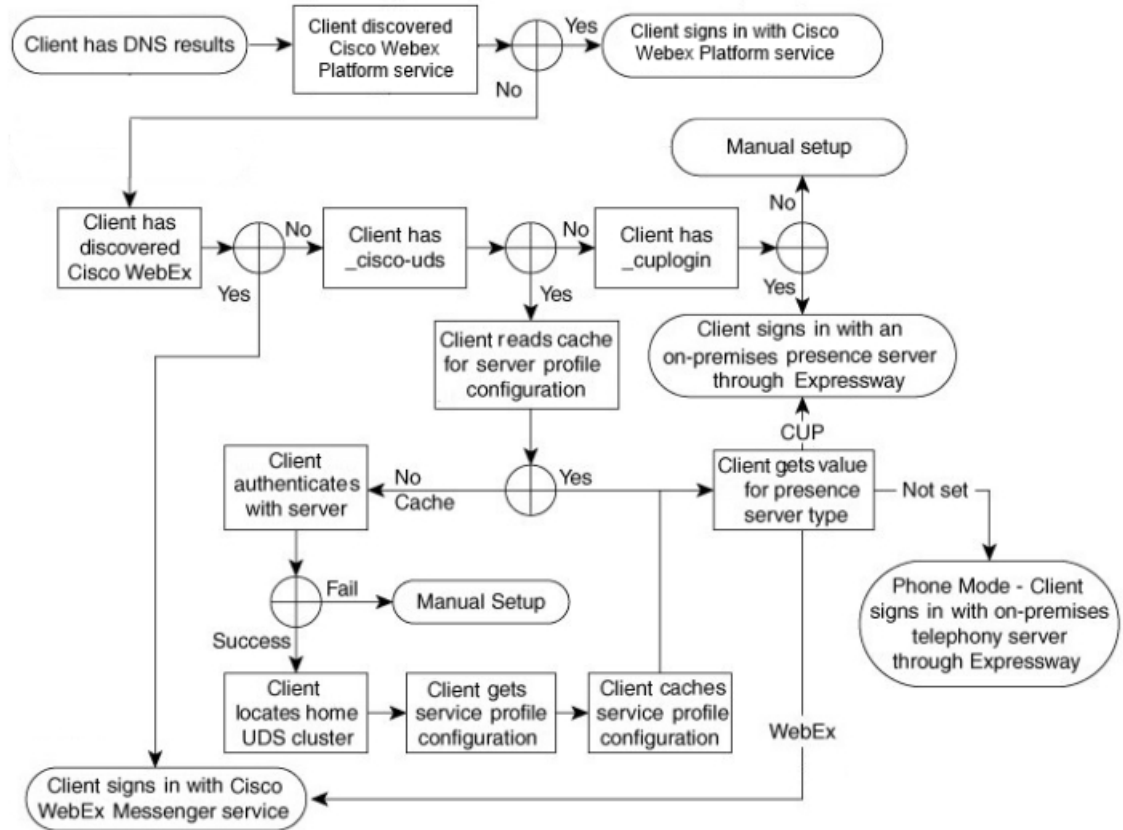 Client has DNS results
Client discovered
Cisco Webex
Platform service
Yes
Client signs in with Cisco
Webex Platform service
No
Manual setup
No
Client has
discovered
Cisco WebEx
No
Client has
_cisco-uds
No
Client has
_cuplogin
Yes
Yes
Yes
Client reads cache
for server profile
configuration
Client signs in with an
on-premises presence server
through Expressway
CUP
Client
authenticates
with server
No
Cache
Yes
Client gets value
for presence
server type
Not set
Fail
Manual Setup
Success
Phone Mode - Client
signs in with on-premises
telephony server
through Expressway
Client
locates home
UDS cluster
Client gets
service profile
configuration
Client caches
service profile
configuration
WebEx
Client signs in with Cisco
WebEx Messenger service